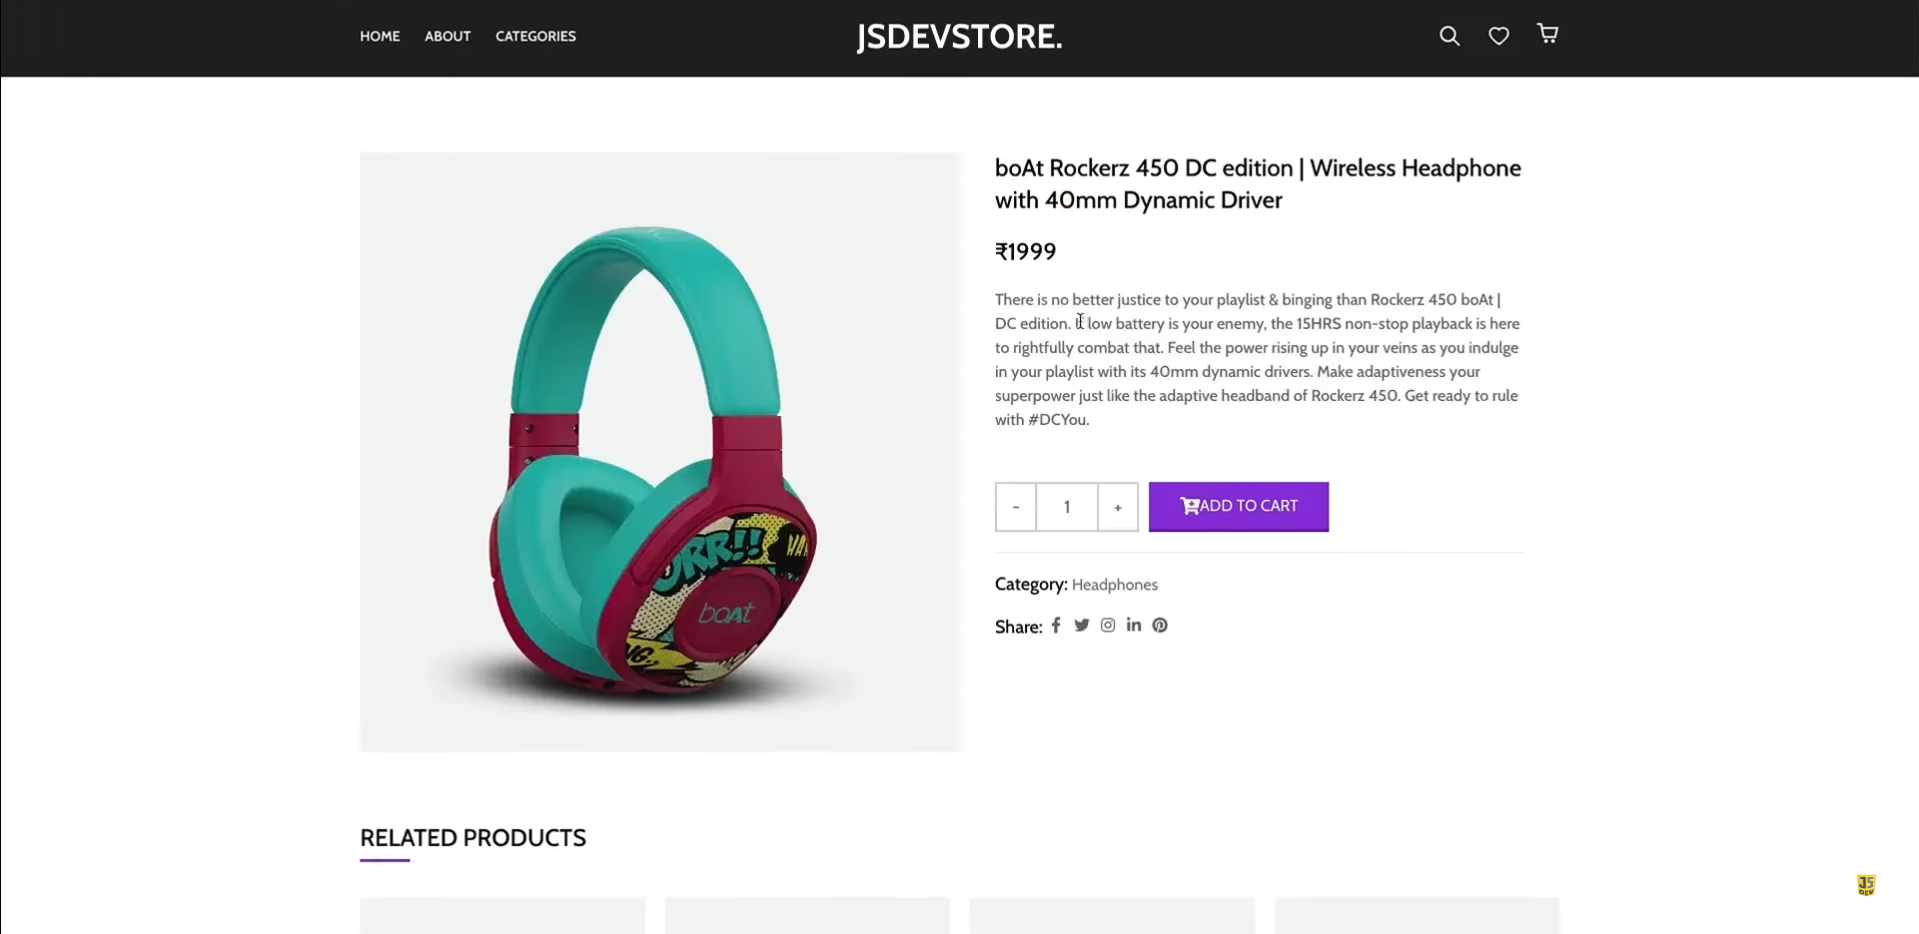 HOME ABOUT CATEGORIES
JSDEVSTORE.
boAt Rockerz 450 DC edition | Wireless Headphone
with 40mm Dynamic Driver
₹1999
There is no better justice to your playlist & binging than Rockerz 450 boAt |
DC edition. If low battery is your enemy, the 15HRS non-stop playback is here
to rightfully combat that. Feel the power rising up in your veins as you indulge
in your playlist with its 40mm dynamic drivers. Make adaptiveness your
superpower just like the adaptive headband of Rockerz 450. Get ready to rule
with #DCYou.
- 1 +
ADD TO CART
Category: Headphones
Share:
boAt
RELATED PRODUCTS
JS
DEV